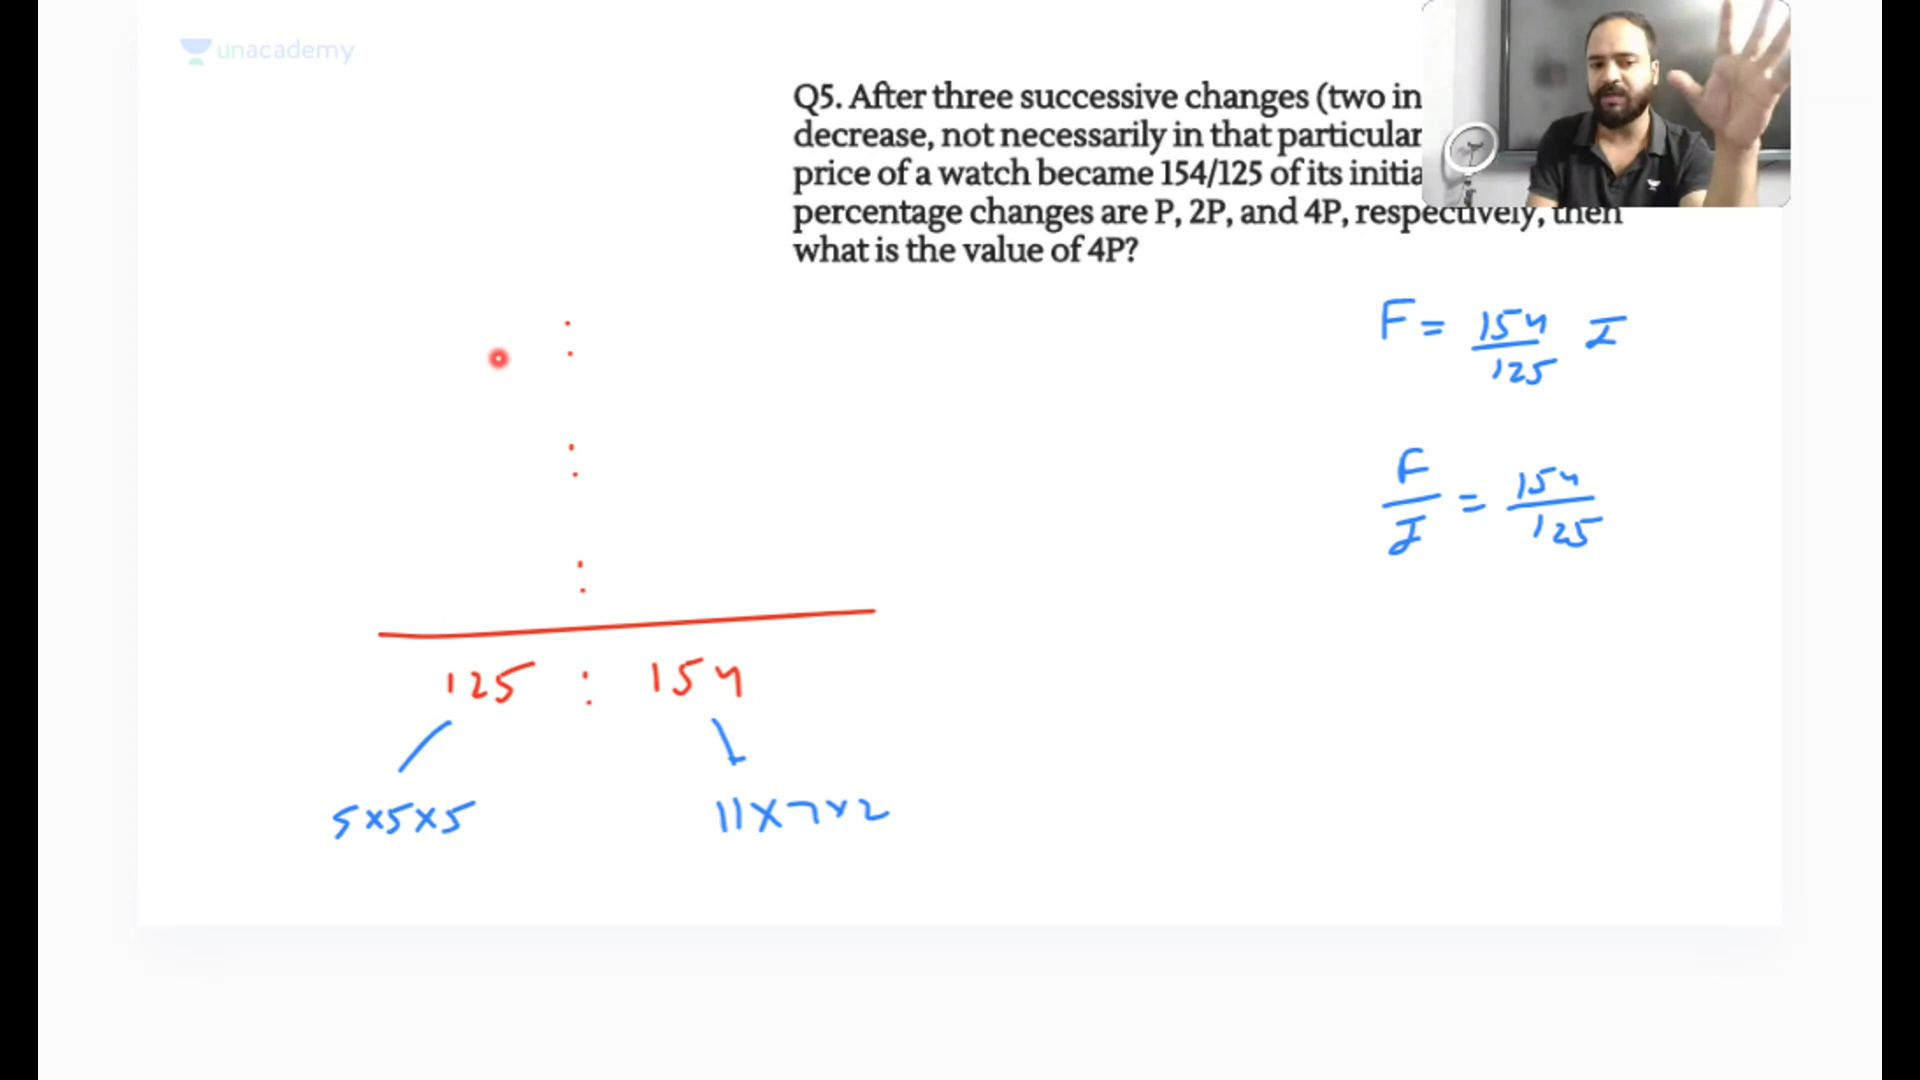 unacademy
Q5. After three successive changes (two in
decrease, not necessarily in that particular
price of a watch became 154/125 of its initia
percentage changes are P, 2P, and 4P, respectively, then
what is the value of 4P?
F = 154/125 I
F/I = 154/125
:
:
:
125 : 154
5×5×5
11×7×2